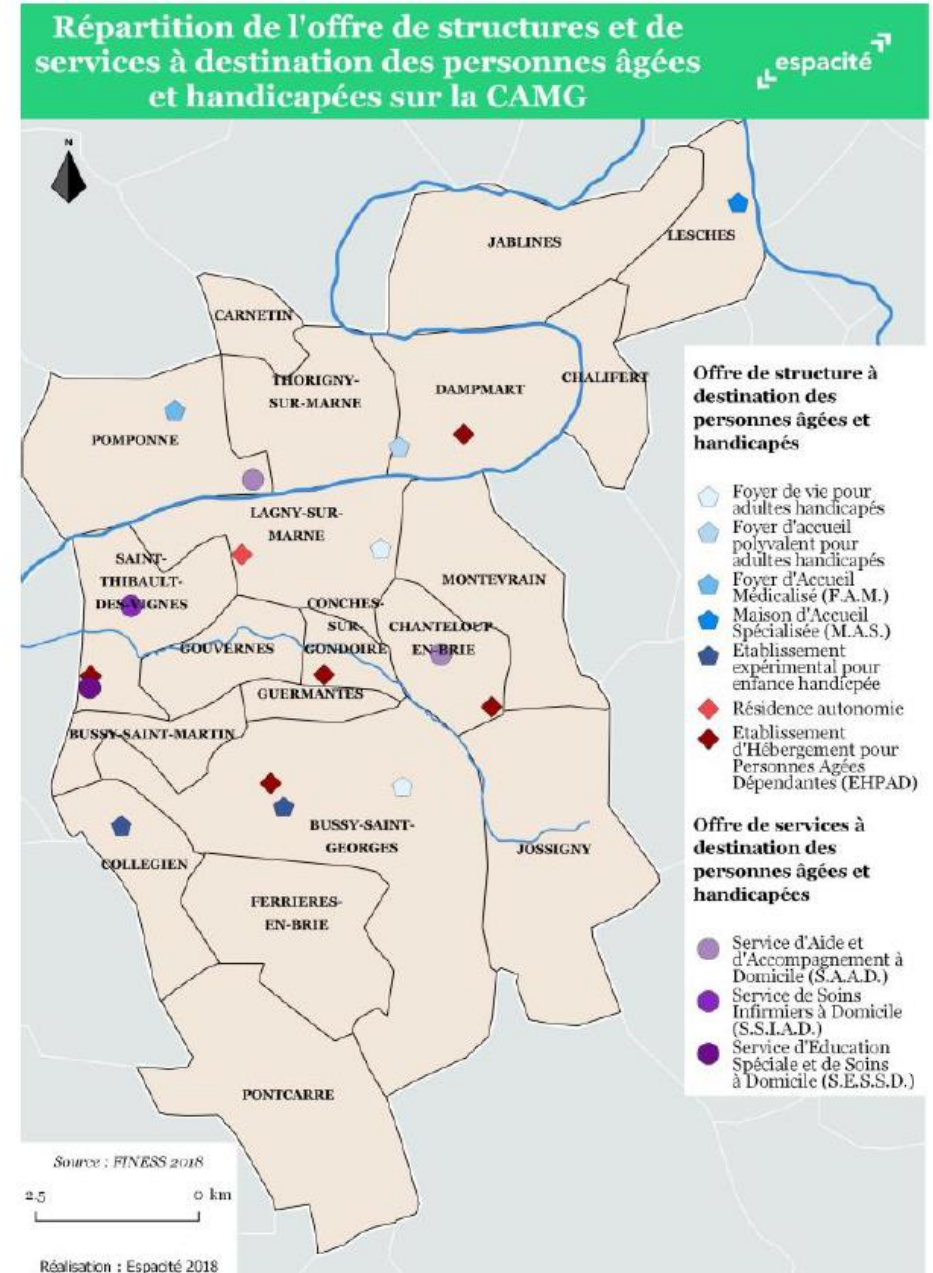 Répartition de l'offre de structures et de
services à destination des personnes âgées
et handicapées sur la CAMG
espacité
N
JABLINES
LESCHES
CARNETIN
THORIGNY-
SUR-MARNE
DAMPMART
CHALIFERT
POMPONNE
LAGNY-SUR-
MARNE
SAINT-
THIBAULT-
DES-VIGNES
MONTEVRAIN
CONCHES-
SUR-
GONDOIRE
CHANTELOUP-
EN-BRIE
GOUVERNES
GUERMANTES
BUSSY-SAINT-MARTIN
BUSSY-SAINT-
GEORGES
JOSSIGNY
COLLEGIEN
FERRIERES-
EN-BRIE
PONTCARRE
Offre de structure à
destination des
personnes âgées et
handicapés
Foyer de vie pour
adultes handicapés
Foyer d'accueil
polyvalent pour
adultes handicapés
Foyer d'Accueil
Médicalisé (F.A.M.)
Maison d'Accueil
Spécialisée (M.A.S.)
Etablissement
expérimental pour
enfance handicpée
Résidence autonomie
Etablissement
d'Hébergement pour
Personnes Agées
Dépendantes (EHPAD)
Offre de services à
destination des
personnes âgées et
handicapées
Service d'Aide et
d'Accompagnement à
Domicile (S.A.A.D.)
Service de Soins
Infirmiers à Domicile
(S.S.I.A.D.)
Service d'Education
Spéciale et de Soins
à Domicile (S.E.S.S.D.)
Source : FINESS 2018
2,5 0 km
Réalisation : Espacité 2018